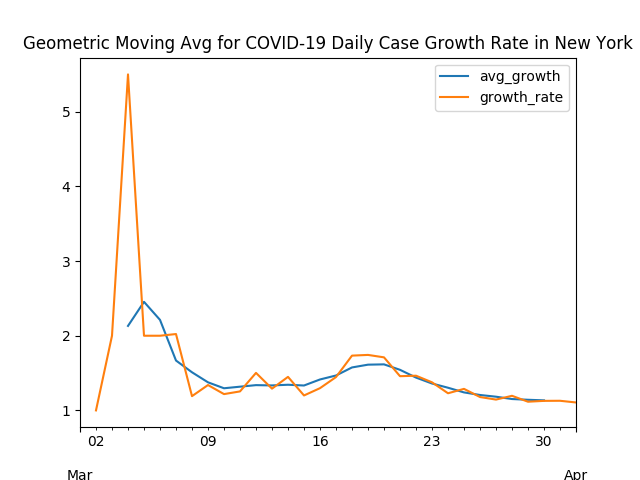 Geometric Moving Avg for COVID-19 Daily Case Growth Rate in New York
avg_growth
growth_rate
5
4
3
2
1
02 09 16 23 30
Mar Apr